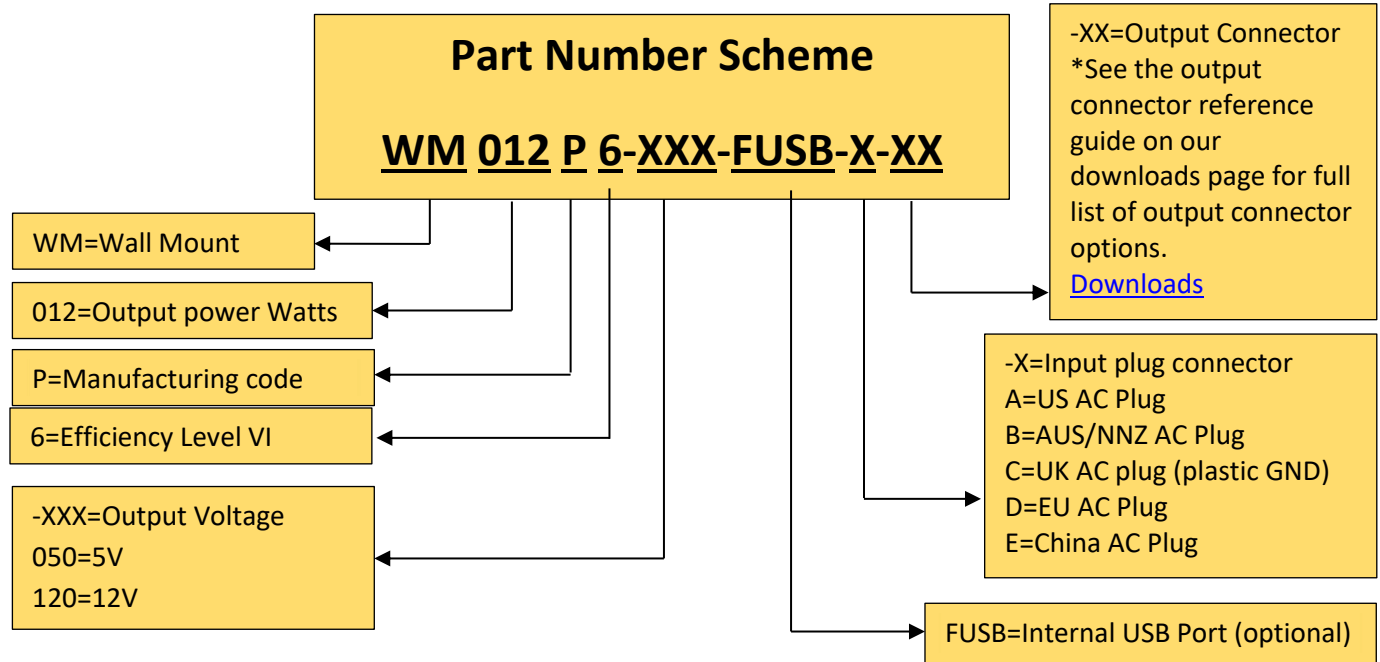 Part Number Scheme
WM 012 P 6-XXX-FUSB-X-XX
WM=Wall Mount
012=Output power Watts
P=Manufacturing code
6=Efficiency Level VI
-XXX=Output Voltage
050=5V
120=12V
-XX=Output Connector
*See the output
connector reference
guide on our
downloads page for full
list of output connector
options.
Downloads
-X=Input plug connector
A=US AC Plug
B=AUS/NNZ AC Plug
C=UK AC plug (plastic GND)
D=EU AC Plug
E=China AC Plug
FUSB=Internal USB Port (optional)